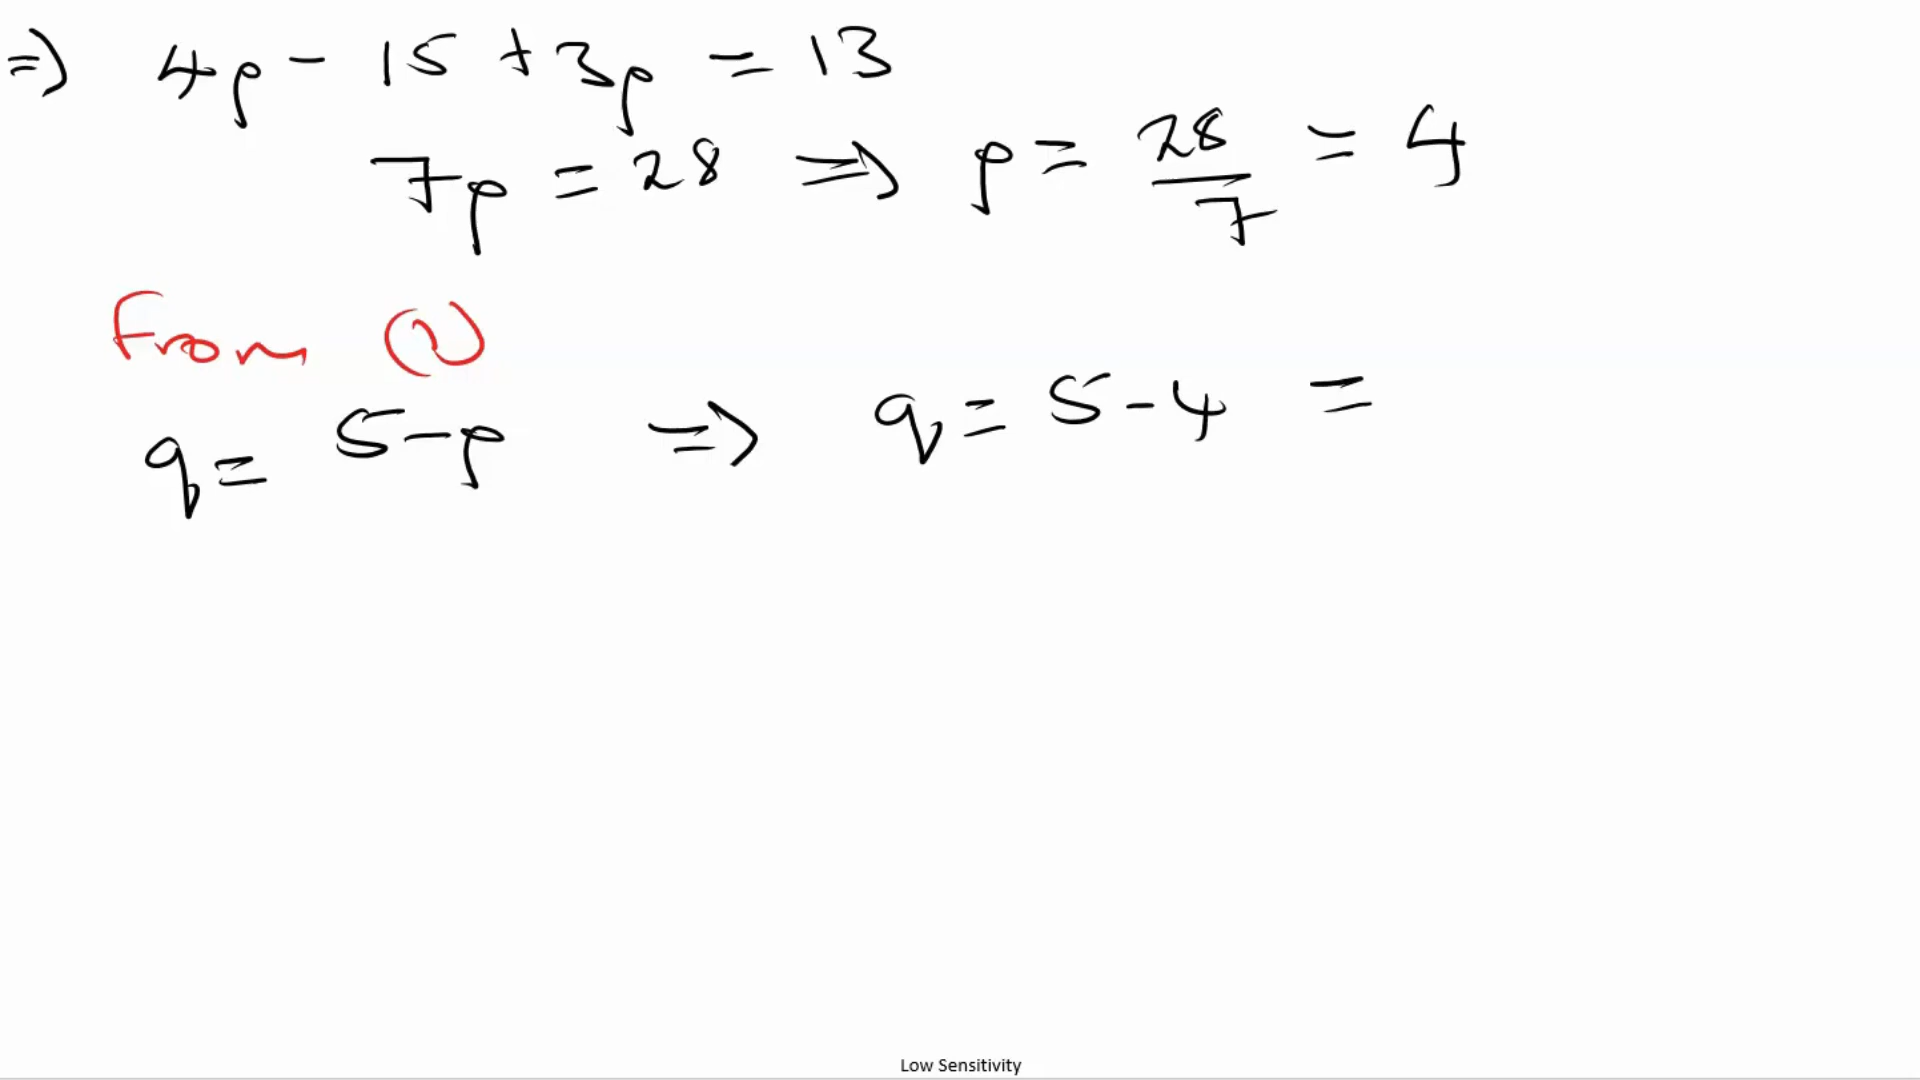 => 4p - 15 + 3p = 13
7p = 28 => p = 28/7 = 4
From (2)
q = 5 - p => q = 5 - 4 =
Low Sensitivity